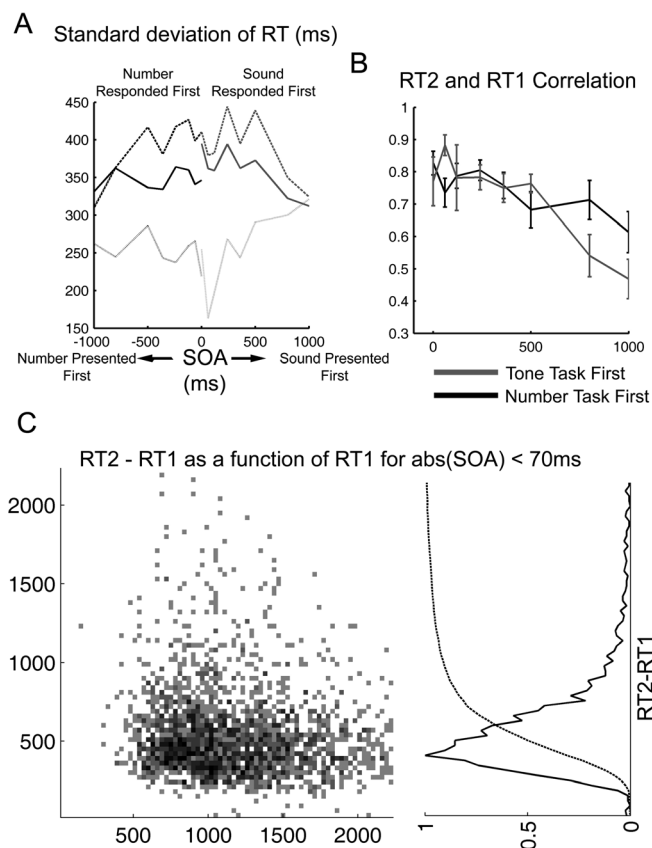 A
Standard deviation of RT (ms)
Number
Responded First
Sound
Responded First
450
400
350
300
250
200
150
-1000
-500
0
500
1000
Number Presented
First
SOA
(ms)
Sound Presented
First
B
RT2 and RT1 Correlation
1
0.9
0.8
0.7
0.6
0.5
0.4
0.3
0
500
1000
Tone Task First
Number Task First
C
RT2 - RT1 as a function of RT1 for abs(SOA) < 70ms
2000
1500
1000
500
500
1000
1500
2000
RT2-RT1
1
0.5
0